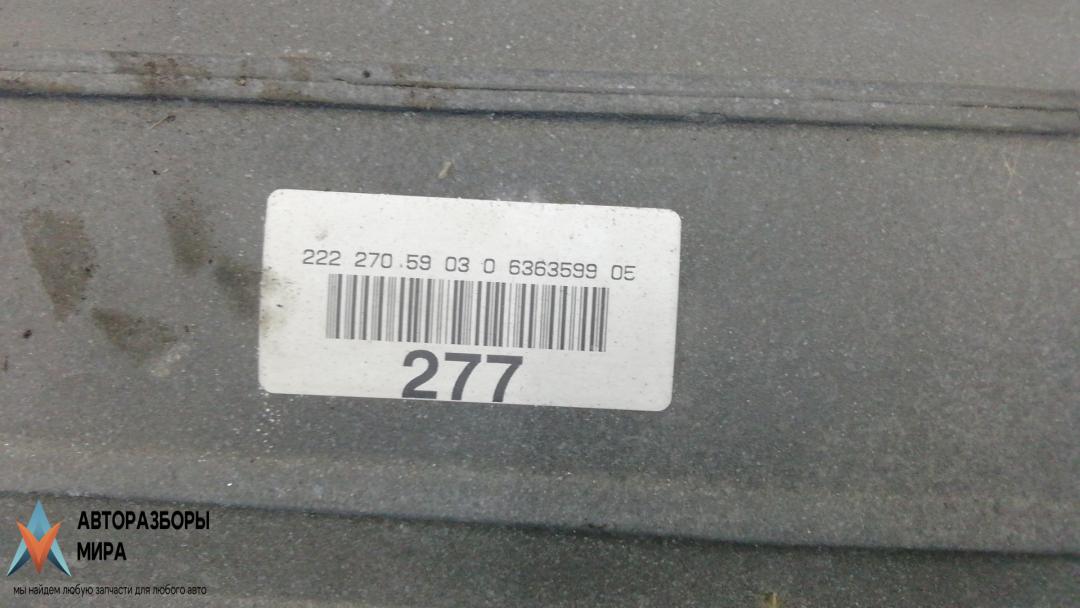 222 270 59 03 0 6363599 05
277
АВТОРАЗБОРЫ
МИРА
мы найдем любую запчасти для любого авто